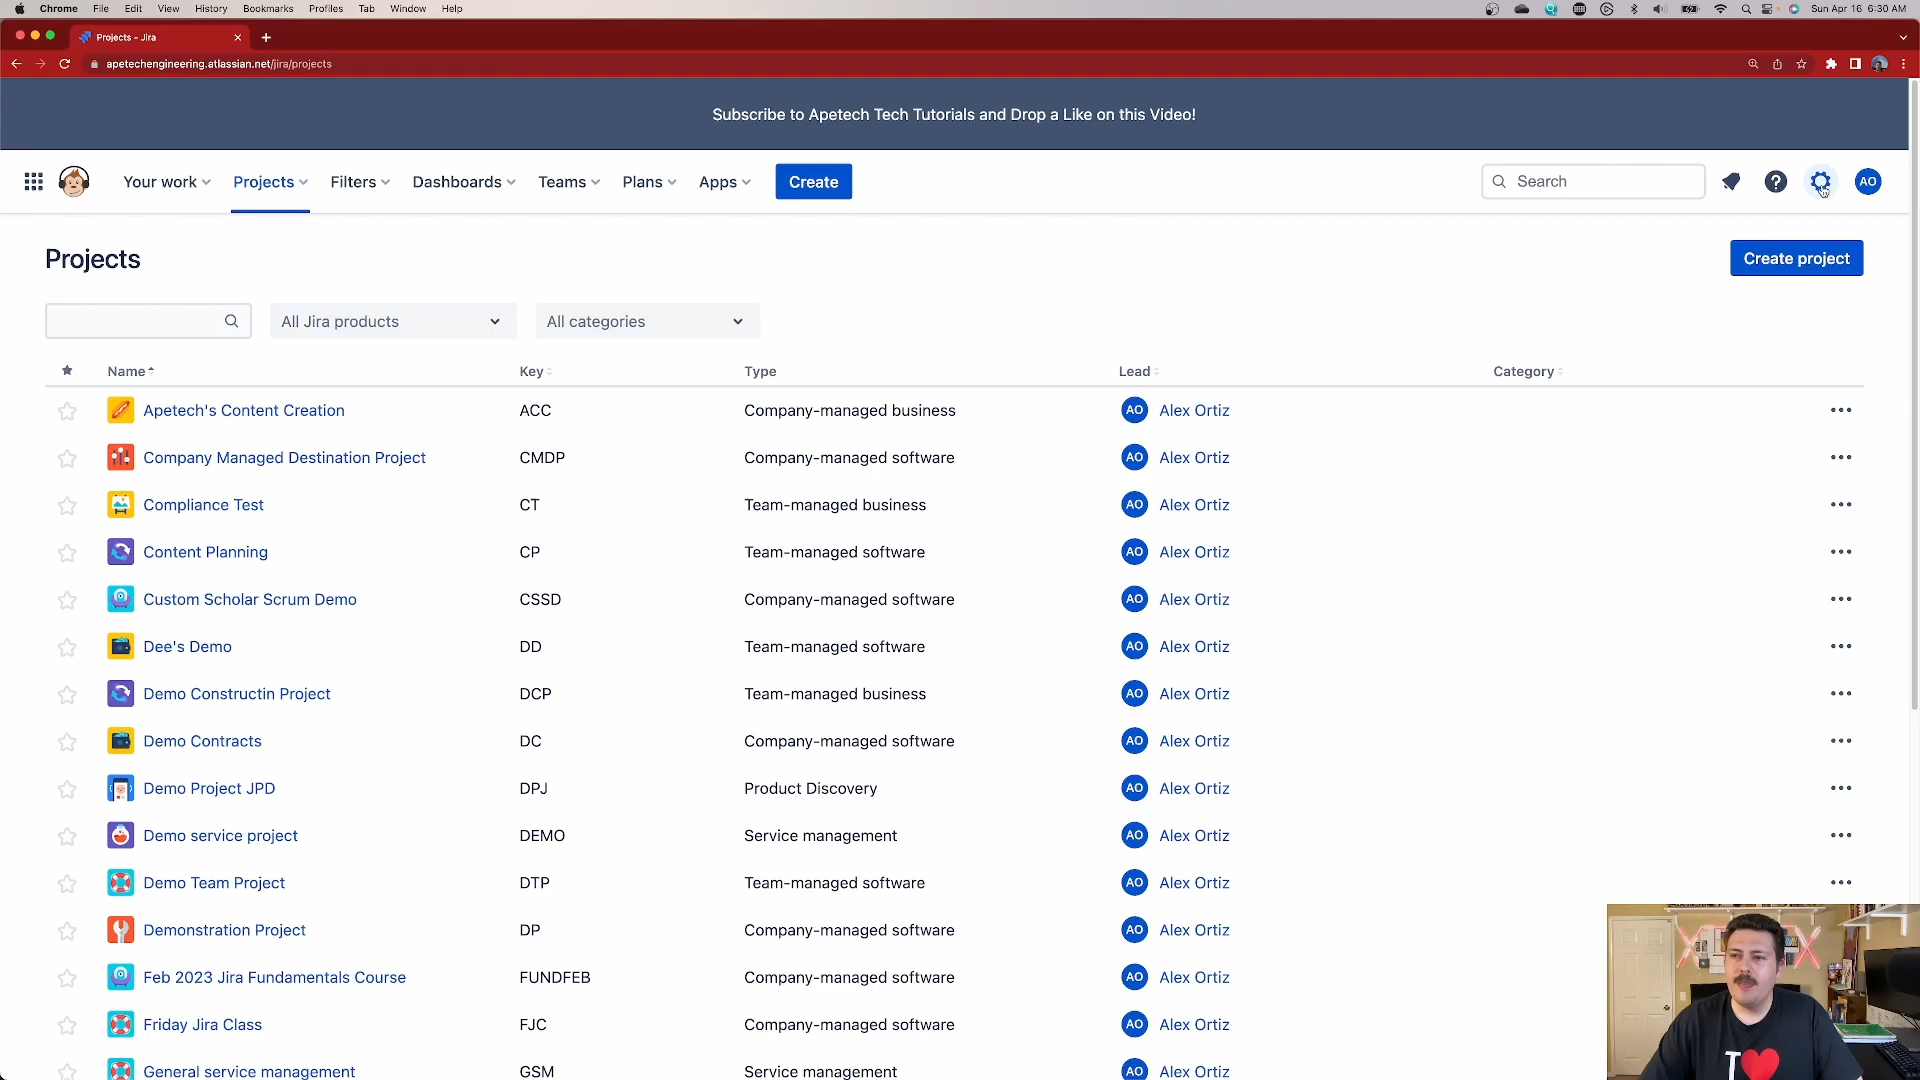 Chrome File Edit View History Bookmarks Profiles Tab Window Help Sun Apr 16 6:30 AM
Projects - Jira
apetechengineering.atlassian.net/jira/projects
Subscribe to Apetech Tech Tutorials and Drop a Like on this Video!
Your work Projects Filters Dashboards Teams Plans Apps Create Search AO
Projects Create project
All Jira products All categories
Name Key Type Lead Category
Apetech's Content Creation ACC Company-managed business AO Alex Ortiz
Company Managed Destination Project CMDP Company-managed software AO Alex Ortiz
Compliance Test CT Team-managed business AO Alex Ortiz
Content Planning CP Team-managed software AO Alex Ortiz
Custom Scholar Scrum Demo CSSD Company-managed software AO Alex Ortiz
Dee's Demo DD Team-managed software AO Alex Ortiz
Demo Constructin Project DCP Team-managed business AO Alex Ortiz
Demo Contracts DC Company-managed software AO Alex Ortiz
Demo Project JPD DPJ Product Discovery AO Alex Ortiz
Demo service project DEMO Service management AO Alex Ortiz
Demo Team Project DTP Team-managed software AO Alex Ortiz
Demonstration Project DP Company-managed software AO Alex Ortiz
Feb 2023 Jira Fundamentals Course FUNDFEB Company-managed software AO Alex Ortiz
Friday Jira Class FJC Company-managed software AO Alex Ortiz
General service management GSM Service management AO Alex Ortiz
I